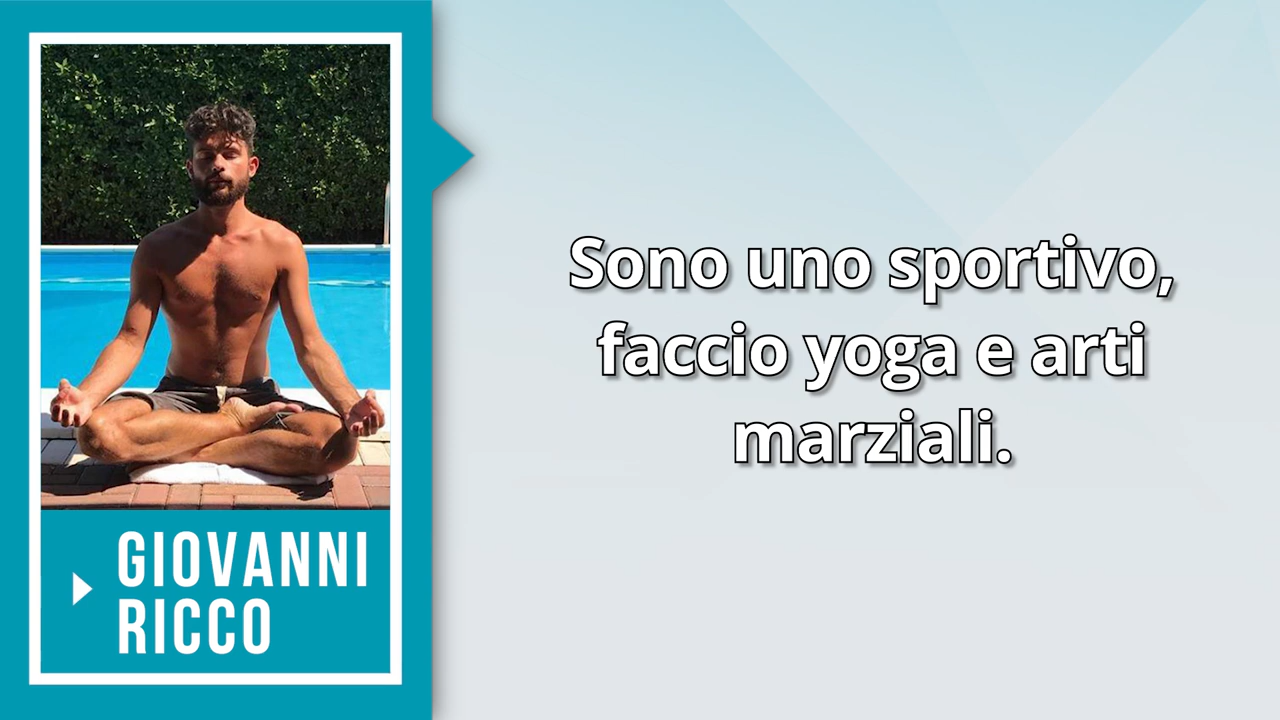 GIOVANNI
RICCO
Sono uno sportivo,
faccio yoga e arti
marziali.